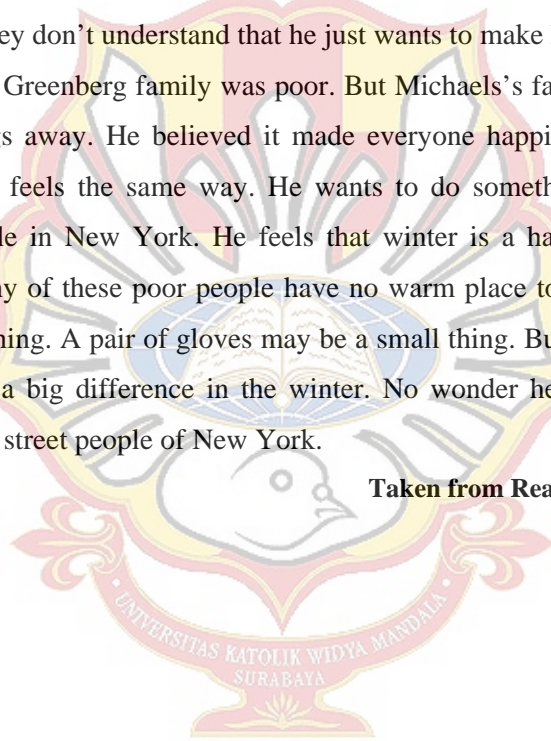 ey don't understand that he just wants to make
Greenberg family was poor. But Michaels's fa
gs away. He believed it made everyone happi
feels the same way. He wants to do someth
le in New York. He feels that winter is a ha
ny of these poor people have no warm place to
ning. A pair of gloves may be a small thing. Bu
a big difference in the winter. No wonder he
street people of New York.
Taken from Rea
UNIVERSITAS KATOLIK WIDYA MANDALA
SURABAYA